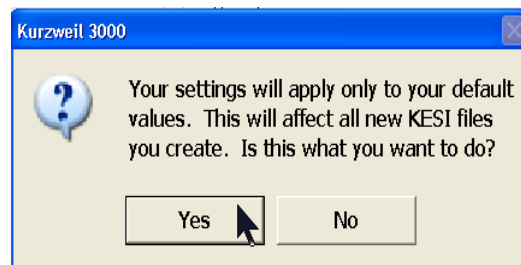 Kurzweil 3000
Your settings will apply only to your default
values. This will affect all new KESI files
you create. Is this what you want to do?
Yes No